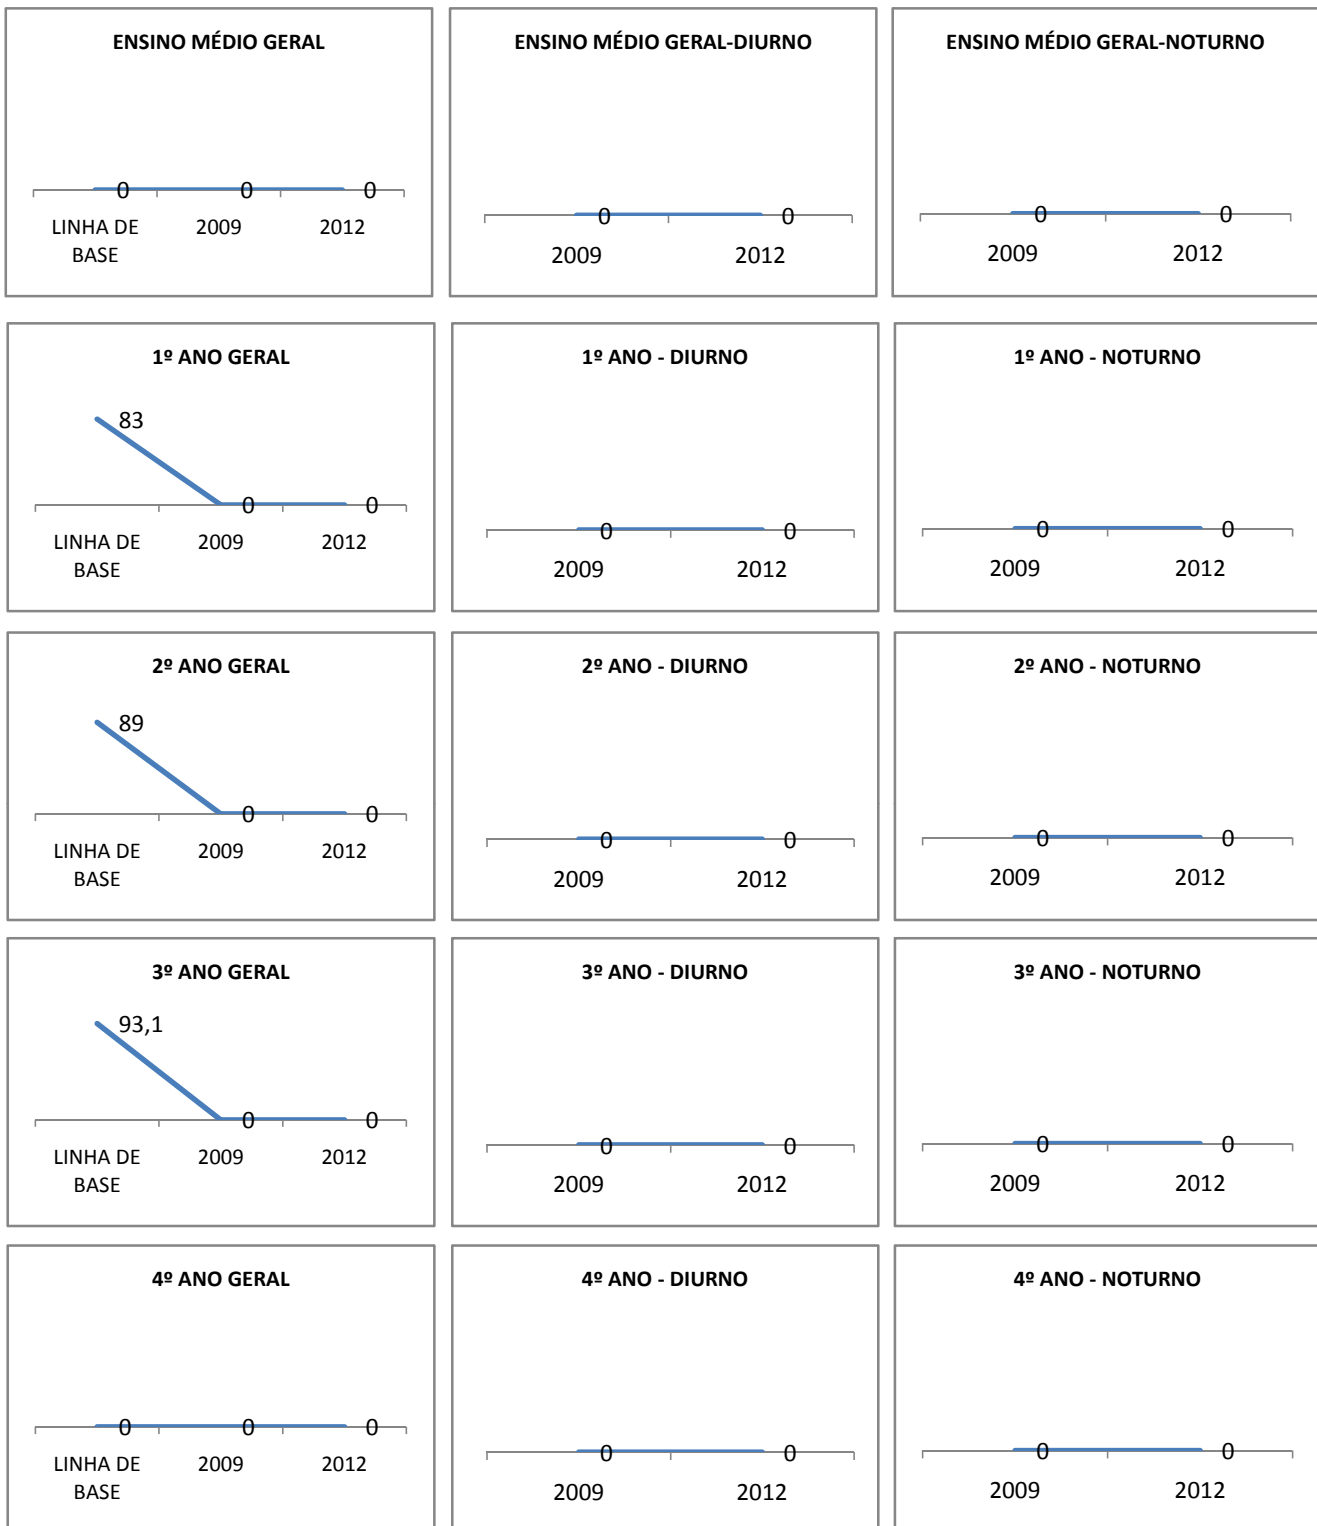 ENSINO MÉDIO GERAL
0 0 0
LINHA DE BASE 2009 2012
ENSINO MÉDIO GERAL-DIURNO
0 0
2009 2012
ENSINO MÉDIO GERAL-NOTURNO
0 0
2009 2012
1º ANO GERAL
83
0 0
LINHA DE BASE 2009 2012
1º ANO - DIURNO
0 0
2009 2012
1º ANO - NOTURNO
0 0
2009 2012
2º ANO GERAL
89
0 0
LINHA DE BASE 2009 2012
2º ANO - DIURNO
0 0
2009 2012
2º ANO - NOTURNO
0 0
2009 2012
3º ANO GERAL
93,1
0 0
LINHA DE BASE 2009 2012
3º ANO - DIURNO
0 0
2009 2012
3º ANO - NOTURNO
0 0
2009 2012
4º ANO GERAL
0 0 0
LINHA DE BASE 2009 2012
4º ANO - DIURNO
0 0
2009 2012
4º ANO - NOTURNO
0 0
2009 2012